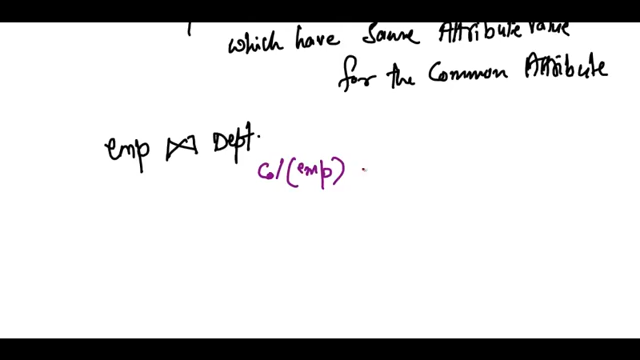 which have same Attribute value
for the Common Attribute
emp ⋈ Dept.
Col(emp)